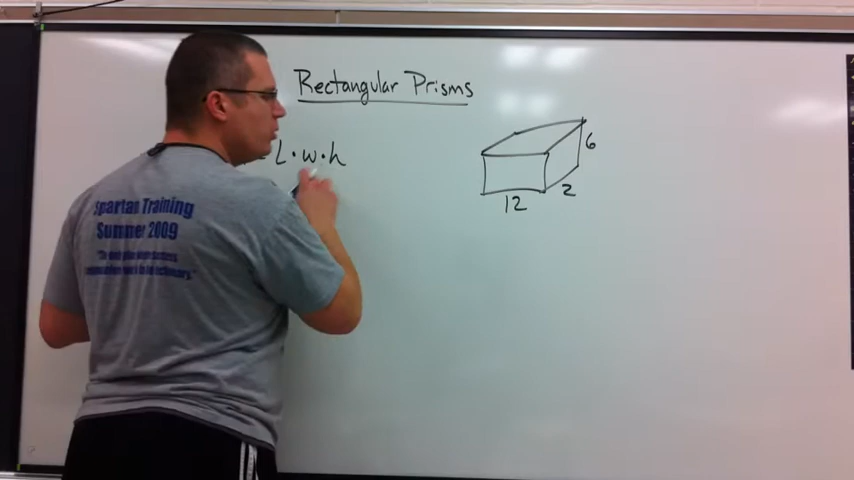 Rectangular Prisms
L·w·h
6
2
12
Spartan Training
Summer 2009